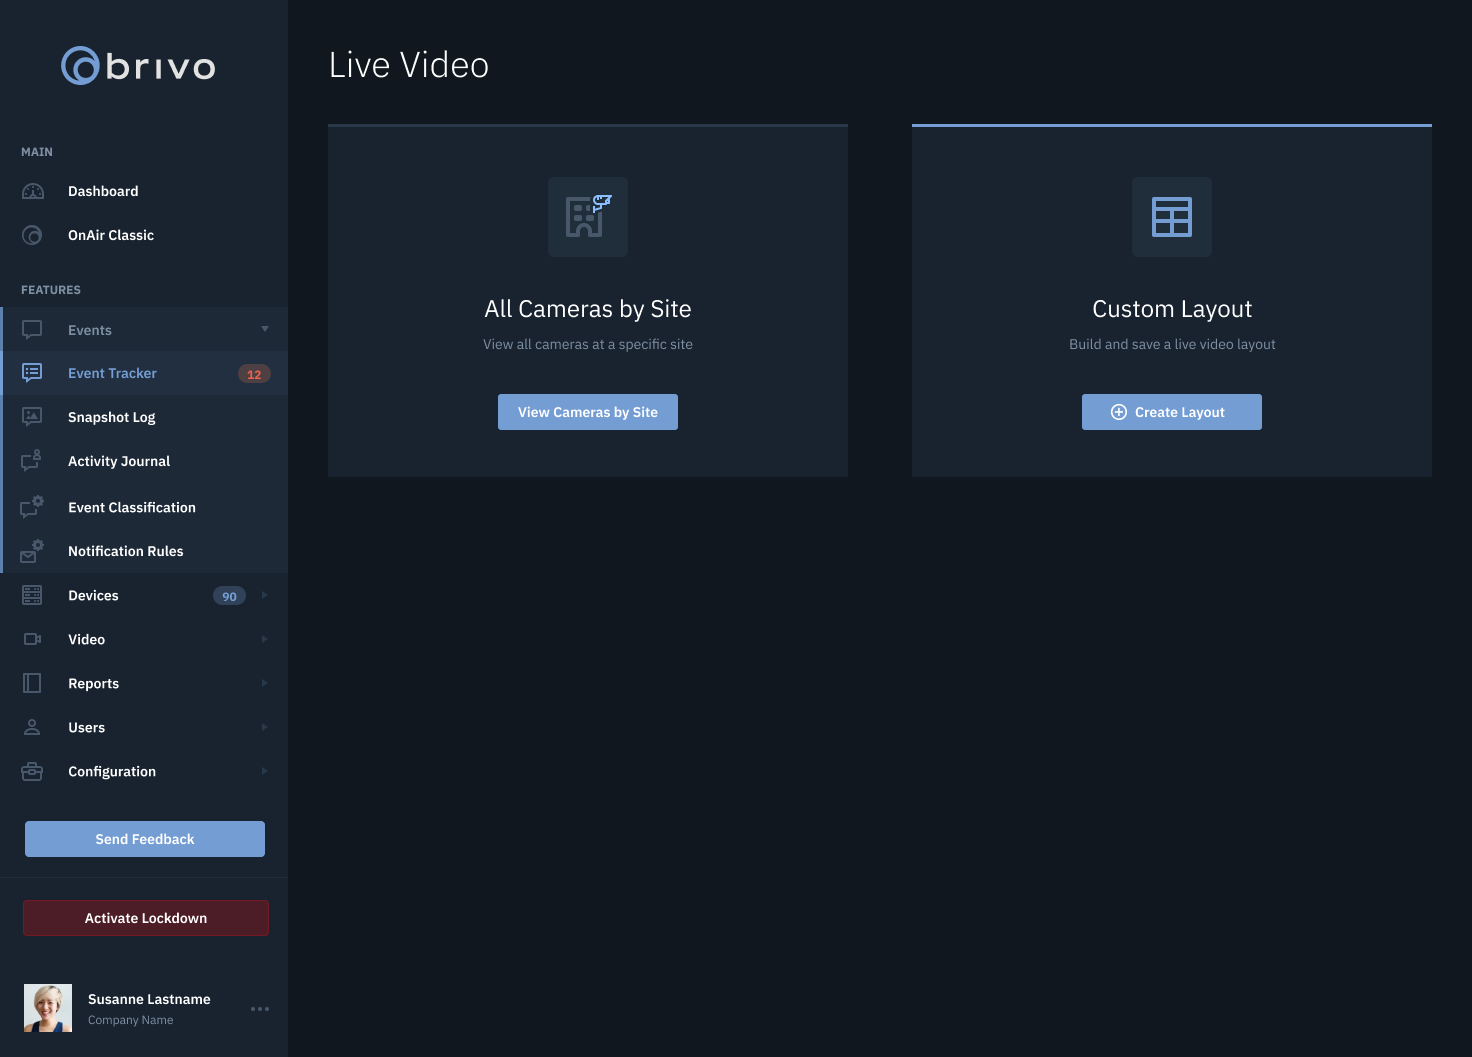 brivo
MAIN
Dashboard
OnAir Classic
FEATURES
Events
Event Tracker 12
Snapshot Log
Activity Journal
Event Classification
Notification Rules
Devices 90
Video
Reports
Users
Configuration
Send Feedback
Activate Lockdown
Susanne Lastname
Company Name
Live Video
All Cameras by Site
View all cameras at a specific site
View Cameras by Site
Custom Layout
Build and save a live video layout
Create Layout